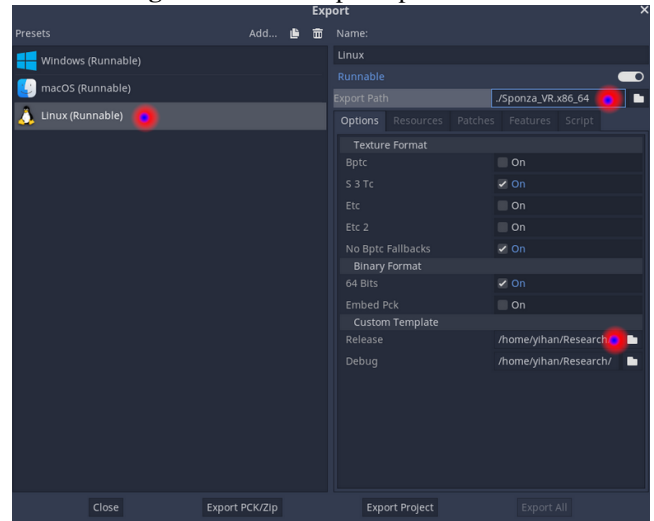 Export
Presets Add... Name:
Linux
Windows (Runnable)
macOS (Runnable)
Linux (Runnable)
Runnable
Export Path ./Sponza_VR.x86_64
Options Resources Patches Features Script
Texture Format
Bptc On
S 3 Tc On
Etc On
Etc 2 On
No Bptc Fallbacks On
Binary Format
64 Bits On
Embed Pck On
Custom Template
Release /home/yihan/Research
Debug /home/yihan/Research/
Close Export PCK/Zip Export Project Export All